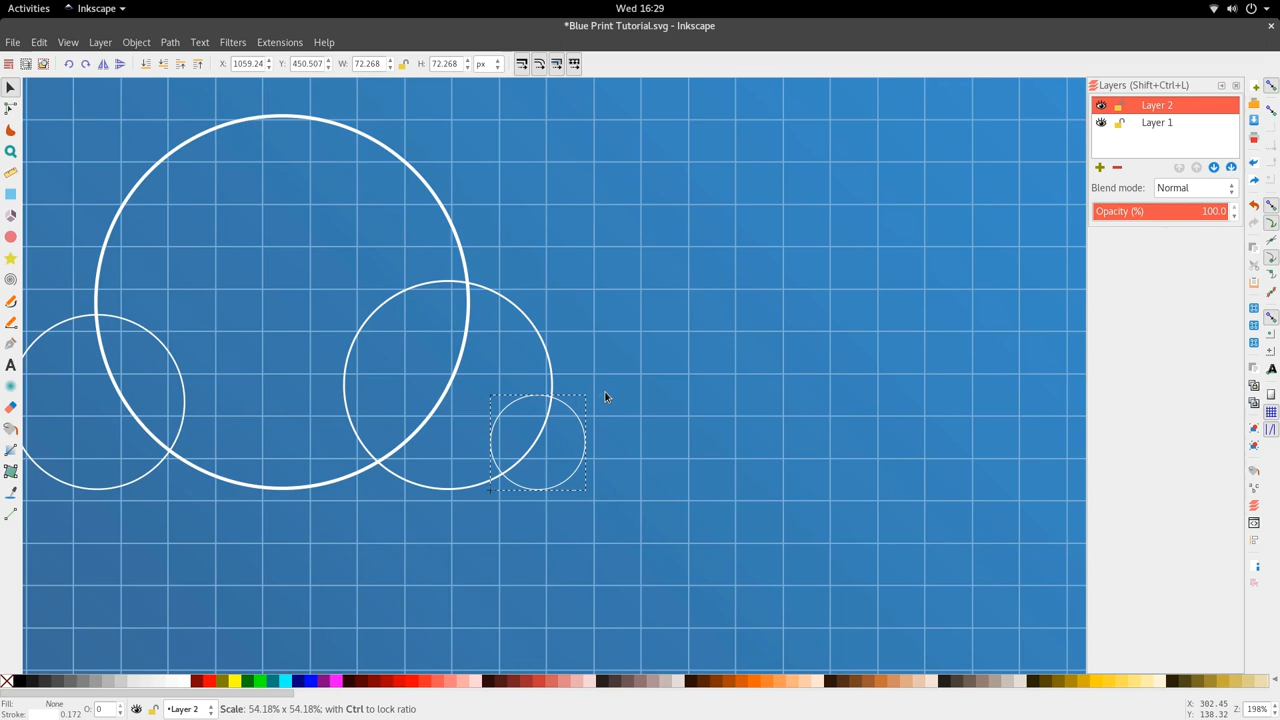 Activities Inkscape Wed 16:29
*Blue Print Tutorial.svg - Inkscape
File Edit View Layer Path Object Path Text Filters Extensions Help
X: 1059.24 Y: 450.507 W: 72.268 H: 72.268 px
Layers (Shift+Ctrl+L)
Layer 2
Layer 1
Blend mode: Normal
Opacity (%) 100.0
Fill: None
Stroke: 0.172
O: 0
•Layer 2
Scale: 54.18% x 54.18%; with Ctrl to lock ratio
X: 302.45
Y: 138.32
Z: 198%